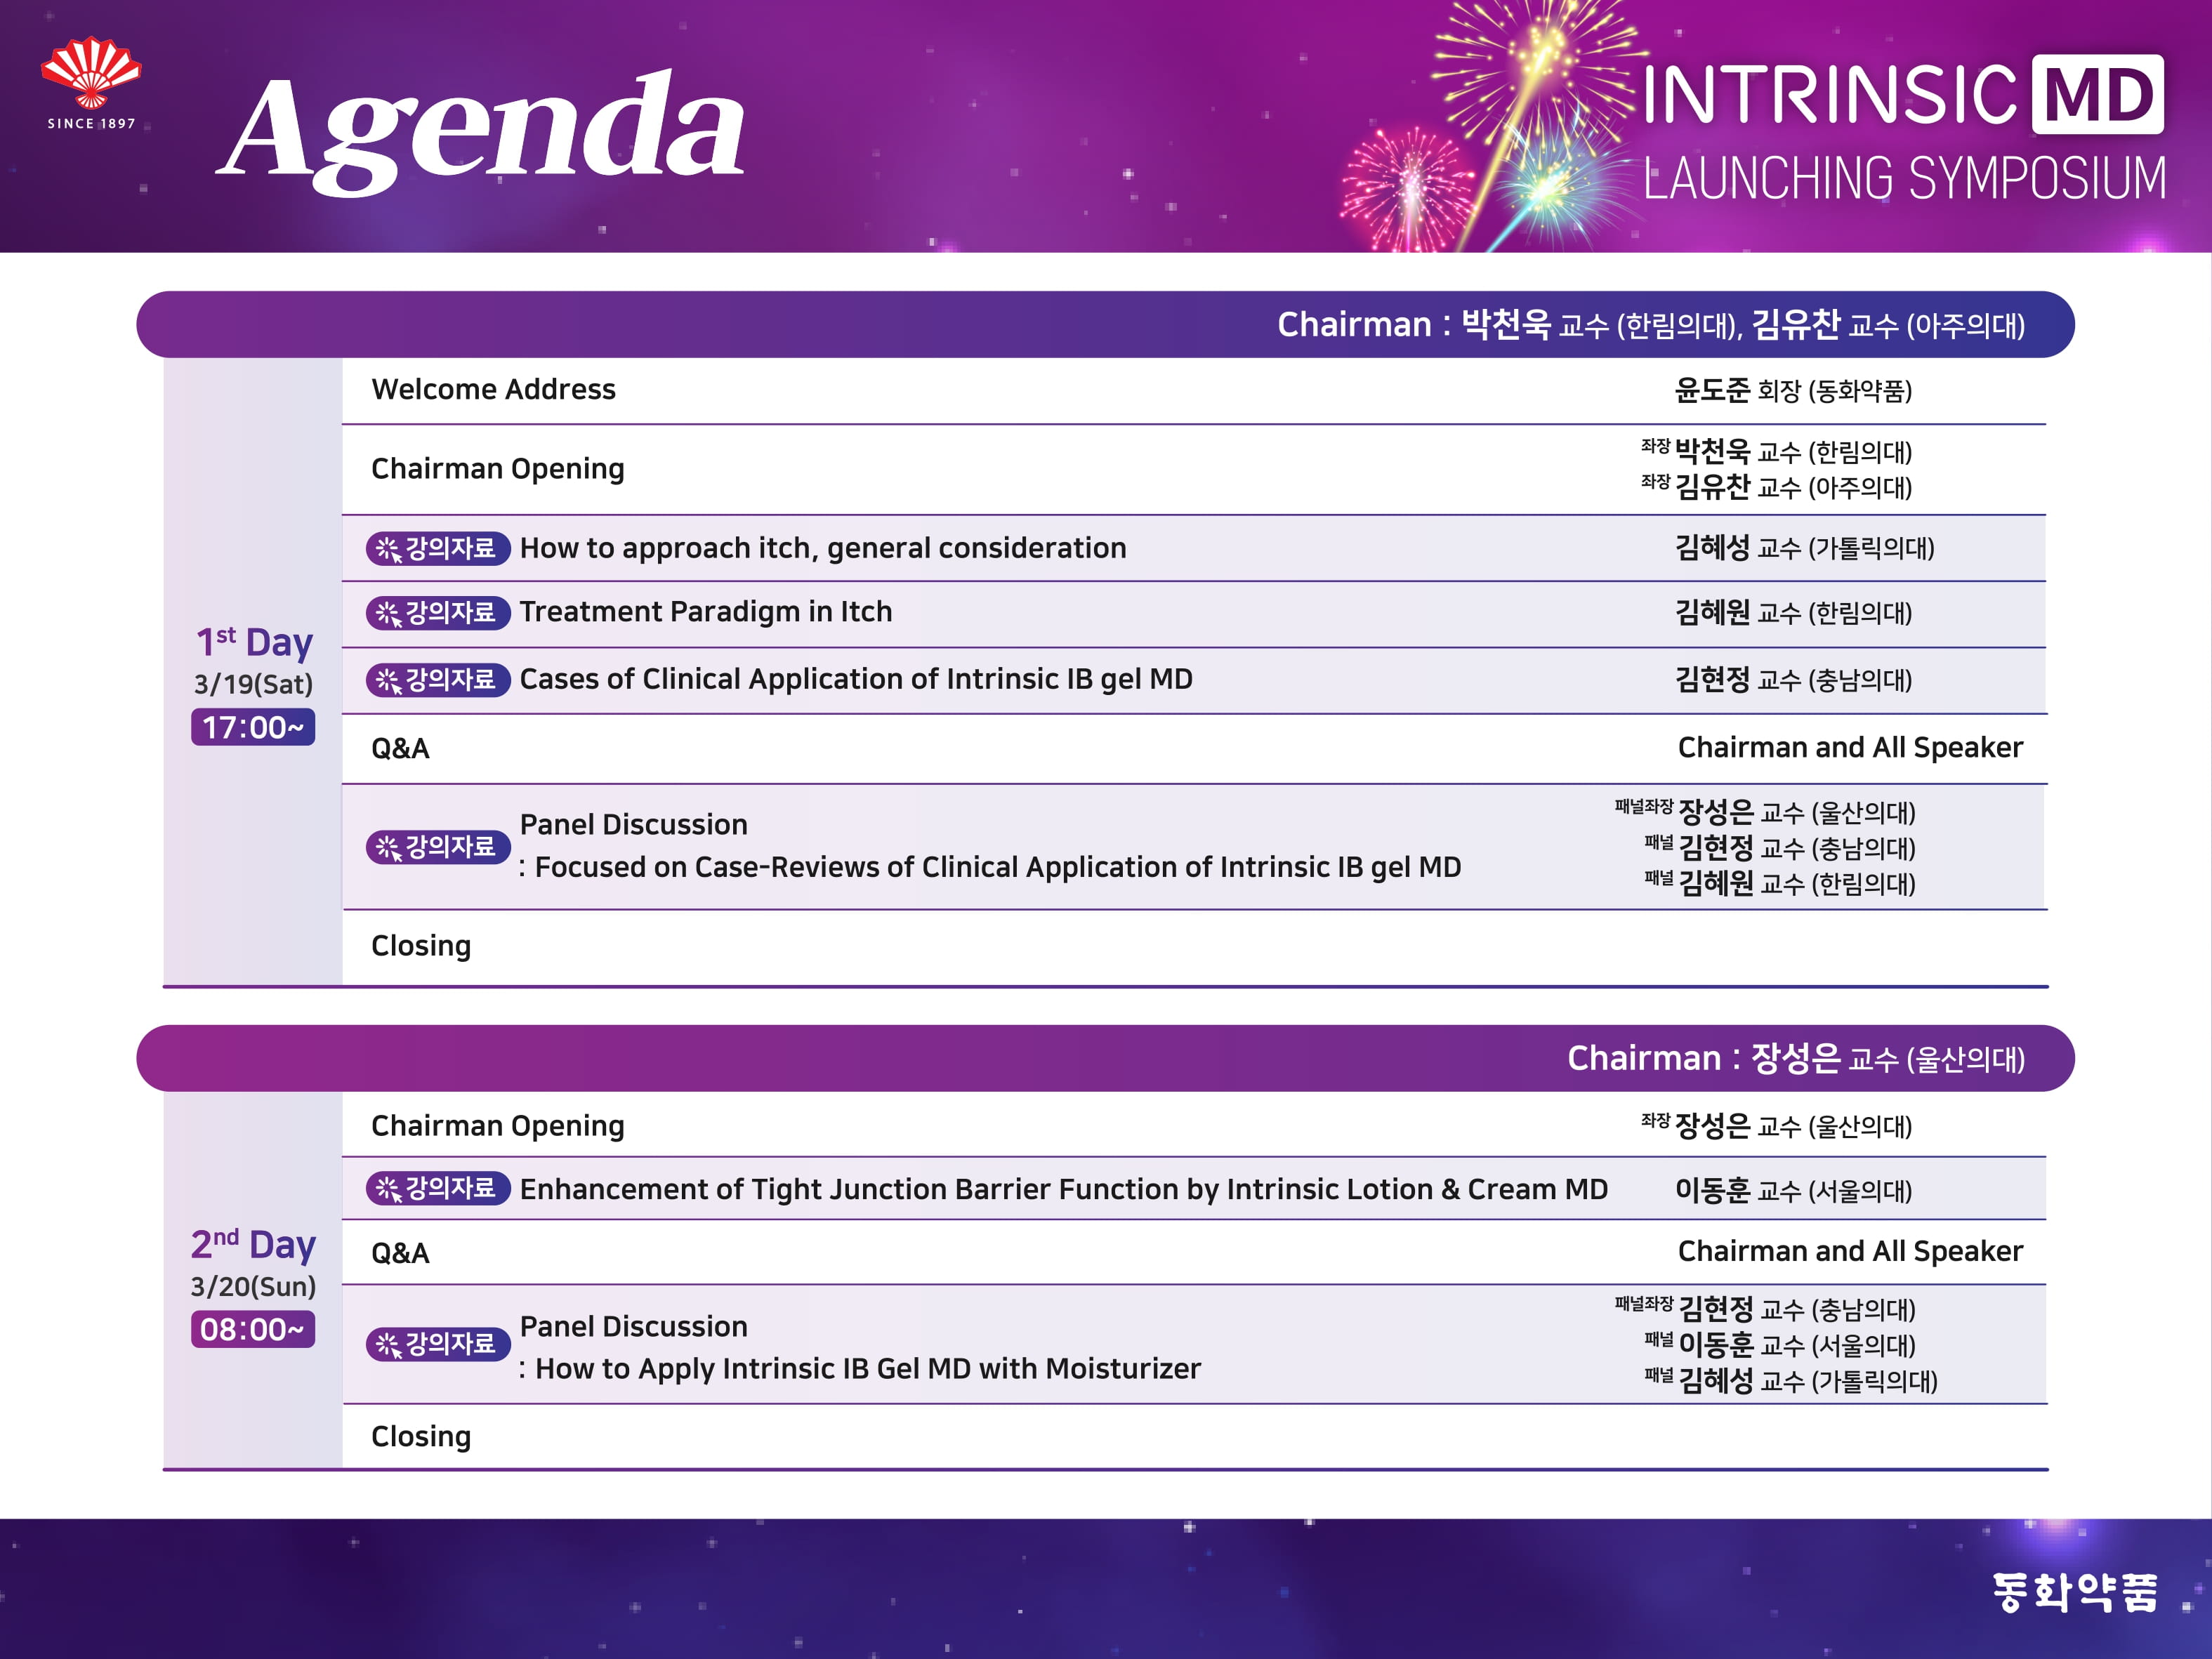 SINCE 1897
Agenda
INTRINSIC MD
LAUNCHING SYMPOSIUM
Chairman : 박천욱 교수 (한림의대), 김유찬 교수 (아주의대)
1st Day
3/19(Sat)
17:00~
Welcome Address 윤도준 회장 (동화약품)
Chairman Opening
좌장 박천욱 교수 (한림의대)
좌장 김유찬 교수 (아주의대)
강의자료 How to approach itch, general consideration 김혜성 교수 (가톨릭의대)
강의자료 Treatment Paradigm in Itch 김혜원 교수 (한림의대)
강의자료 Cases of Clinical Application of Intrinsic IB gel MD 김현정 교수 (충남의대)
Q&A Chairman and All Speaker
강의자료 Panel Discussion
: Focused on Case-Reviews of Clinical Application of Intrinsic IB gel MD
패널좌장 장성은 교수 (울산의대)
패널 김현정 교수 (충남의대)
패널 김혜원 교수 (한림의대)
Closing
Chairman : 장성은 교수 (울산의대)
2nd Day
3/20(Sun)
08:00~
Chairman Opening 좌장 장성은 교수 (울산의대)
강의자료 Enhancement of Tight Junction Barrier Function by Intrinsic Lotion & Cream MD 이동훈 교수 (서울의대)
Q&A Chairman and All Speaker
강의자료 Panel Discussion
: How to Apply Intrinsic IB Gel MD with Moisturizer
패널좌장 김현정 교수 (충남의대)
패널 이동훈 교수 (서울의대)
패널 김혜성 교수 (가톨릭의대)
Closing
동화약품